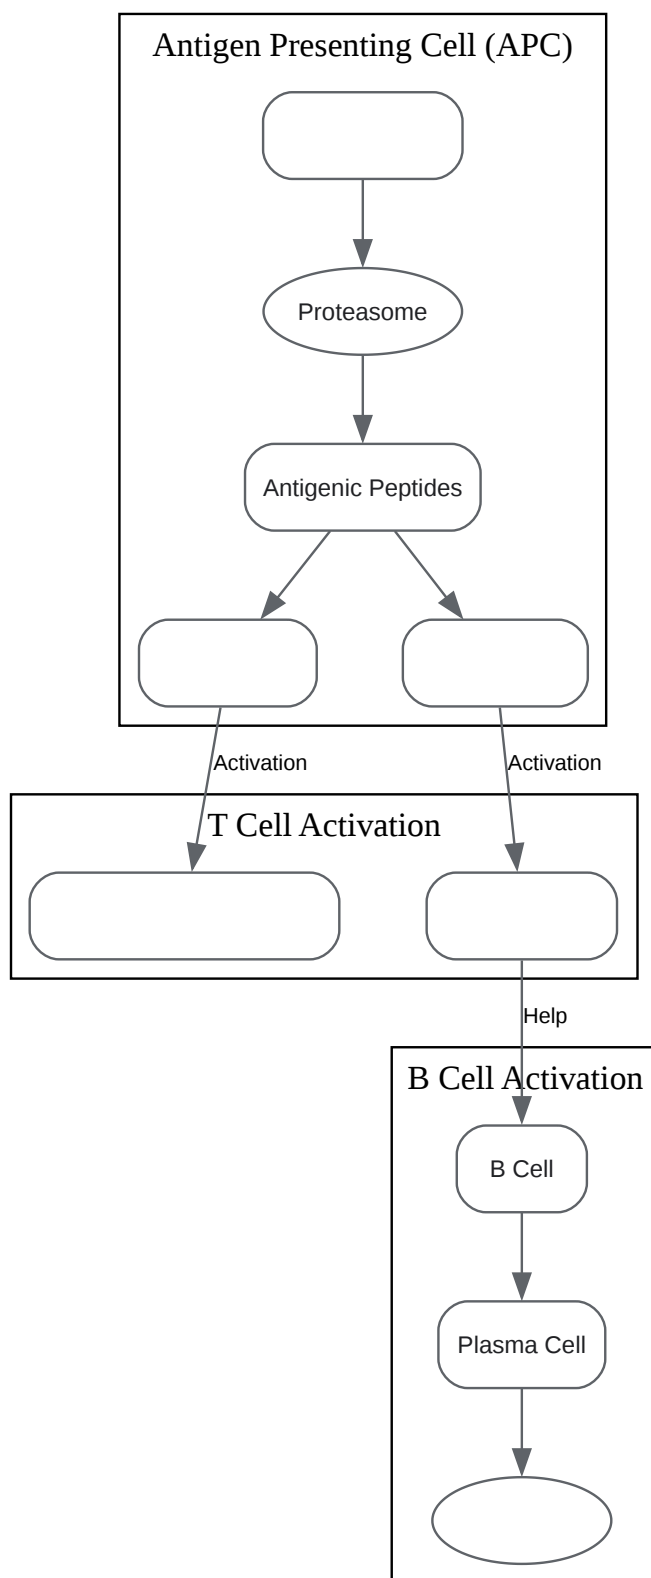 Antigen Presenting Cell (APC)
Proteasome
Antigenic Peptides
Activation
Activation
T Cell Activation
Help
B Cell Activation
B Cell
Plasma Cell